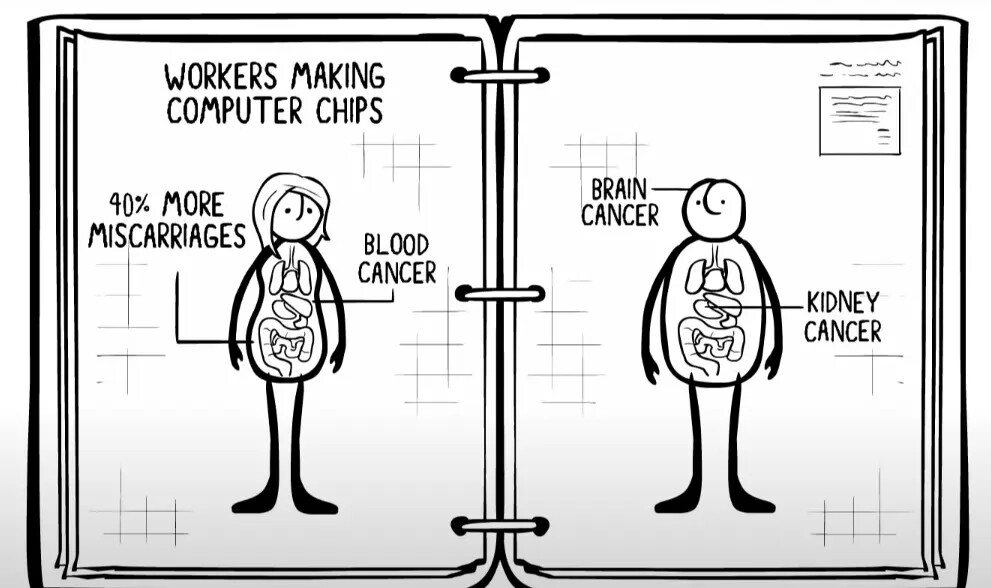 WORKERS MAKING
COMPUTER CHIPS
40% MORE
MISCARRIAGES
BLOOD
CANCER
BRAIN
CANCER
KIDNEY
CANCER